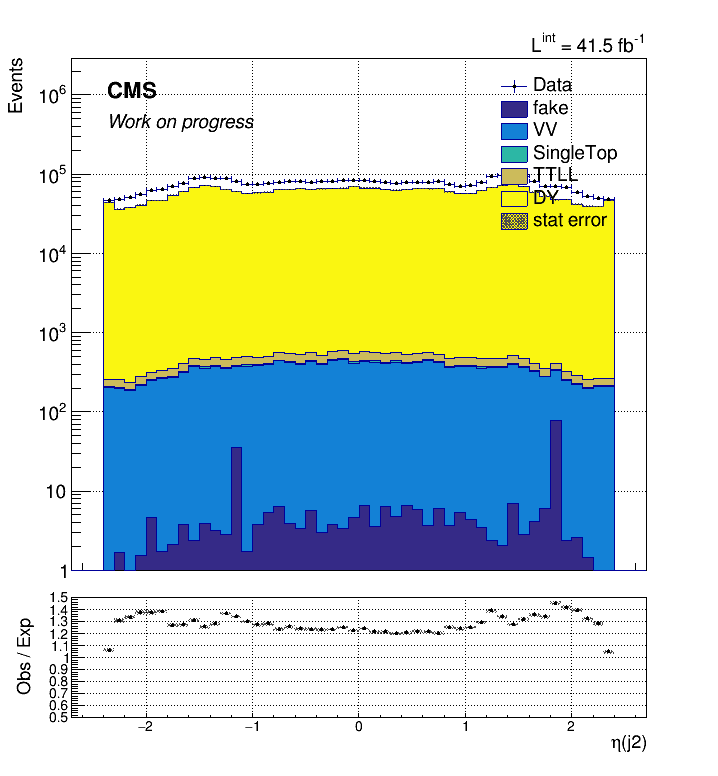 L^int = 41.5 fb^-1
Events
CMS
Work on progress
Data
fake
VV
SingleTop
TTLL
DY
stat error
10^6
10^5
10^4
10^3
10^2
10
1
Obs / Exp
1.5
1.4
1.3
1.2
1.1
1
0.9
0.8
0.7
0.6
0.5
−2
−1
0
1
2
η(j2)